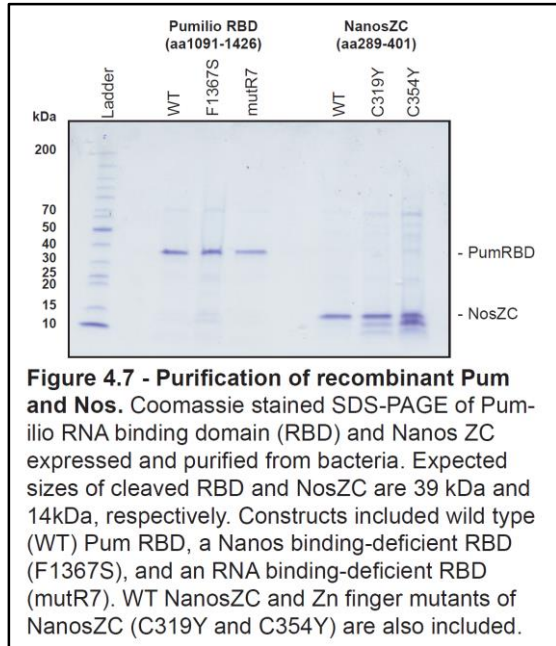 Pumilio RBD
(aa1091-1426)
NanosZC
(aa289-401)
Ladder
WT
F1367S
mutR7
WT
C319Y
C354Y
kDa
200
70
50
40
30
25
20
15
10
- PumRBD
- NosZC
Figure 4.7 - Purification of recombinant Pum
and Nos. Coomassie stained SDS-PAGE of Pum-
ilio RNA binding domain (RBD) and Nanos ZC
expressed and purified from bacteria. Expected
sizes of cleaved RBD and NosZC are 39 kDa and
14kDa, respectively. Constructs included wild type
(WT) Pum RBD, a Nanos binding-deficient RBD
(F1367S), and an RNA binding-deficient RBD
(mutR7). WT NanosZC and Zn finger mutants of
NanosZC (C319Y and C354Y) are also included.